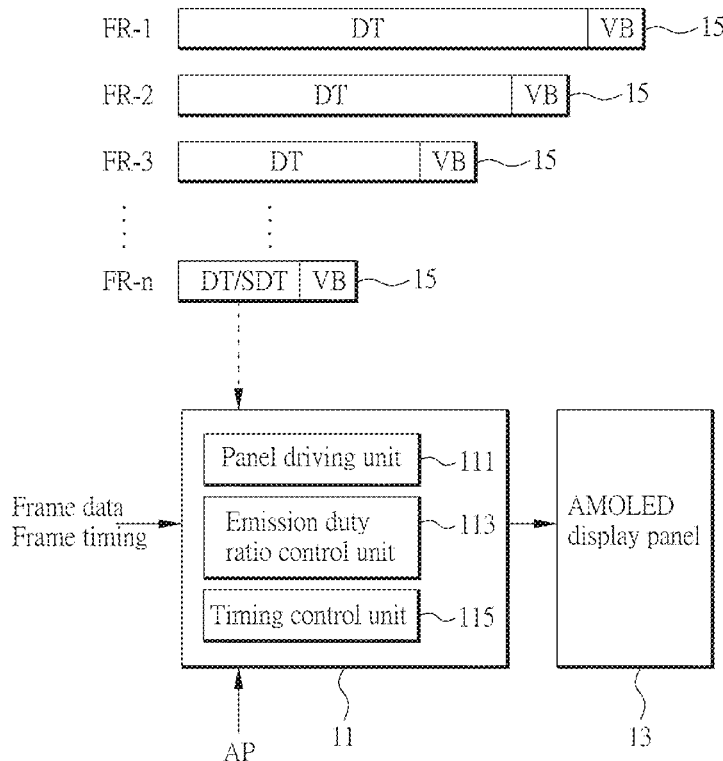 FR-1 DT VB 15
FR-2 DT VB 15
FR-3 DT VB 15
FR-n DT/SDT VB 15
Panel driving unit 111
Frame data
Frame timing
Emission duty
ratio control unit 113
AMOLED
display panel
Timing control unit 115
AP
11
13